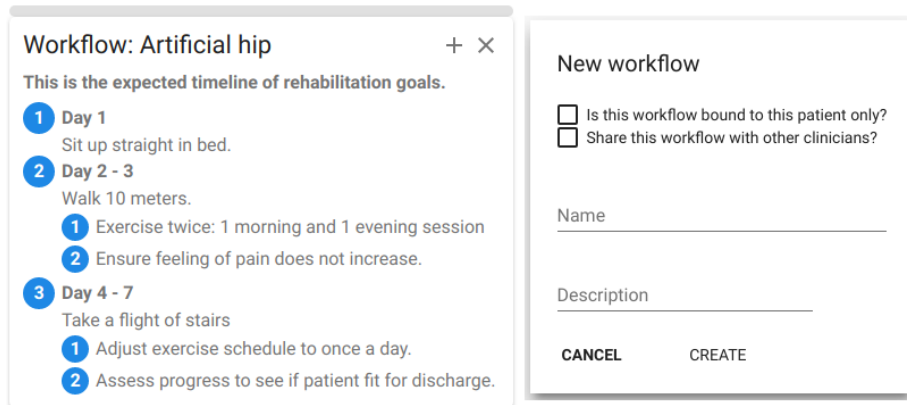 Workflow: Artificial hip
This is the expected timeline of rehabilitation goals.
1 Day 1
Sit up straight in bed.
2 Day 2 - 3
Walk 10 meters.
1 Exercise twice: 1 morning and 1 evening session
2 Ensure feeling of pain does not increase.
3 Day 4 - 7
Take a flight of stairs
1 Adjust exercise schedule to once a day.
2 Assess progress to see if patient fit for discharge.
New workflow
Is this workflow bound to this patient only?
Share this workflow with other clinicians?
Name
Description
CANCEL CREATE